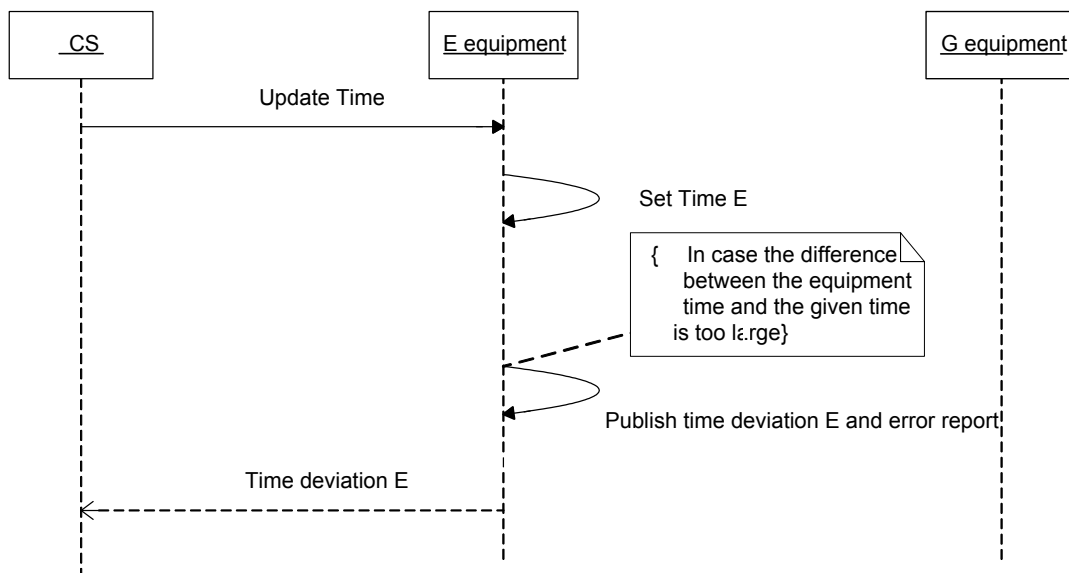 CS
E equipment
G equipment
Update Time
Set Time E
{ In case the difference
between the equipment
time and the given time
is too large}
Publish time deviation E and error report
Time deviation E